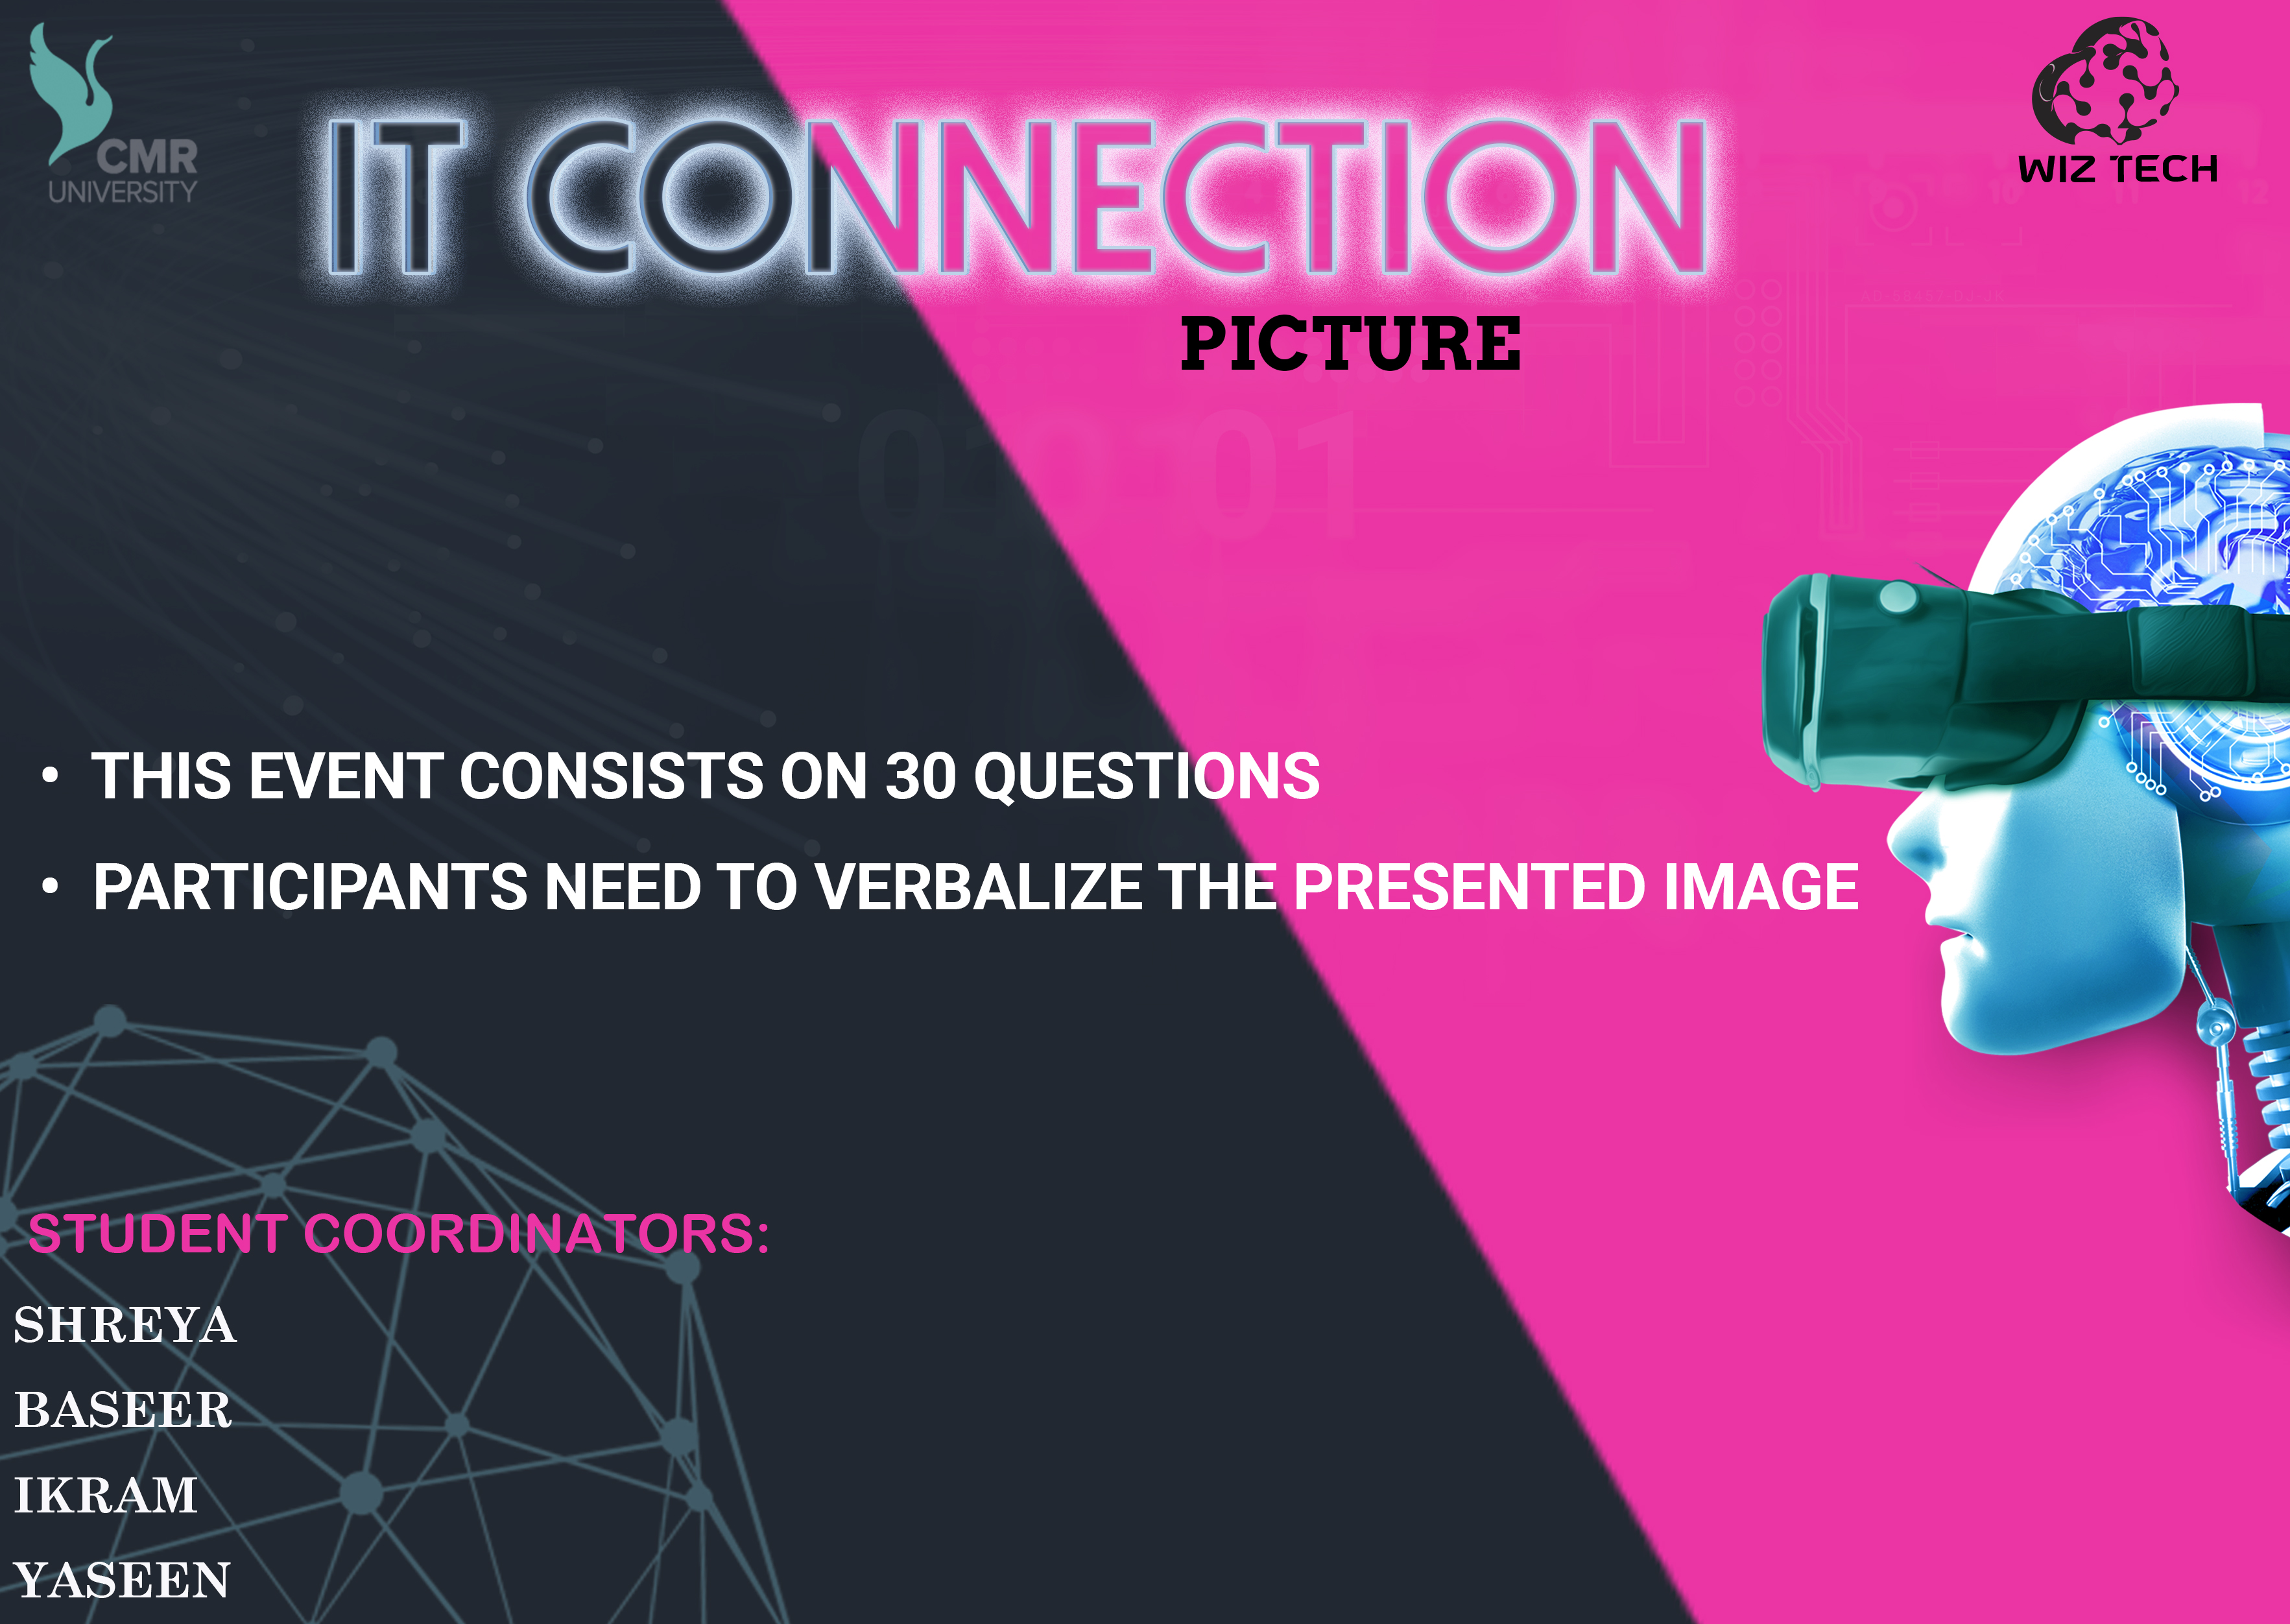 CMR
UNIVERSITY
WIZ TECH
IT CONNECTION
PICTURE
0101
• THIS EVENT CONSISTS ON 30 QUESTIONS
• PARTICIPANTS NEED TO VERBALIZE THE PRESENTED IMAGE
STUDENT COORDINATORS:
SHREYA
BASEER
IKRAM
YASEEN